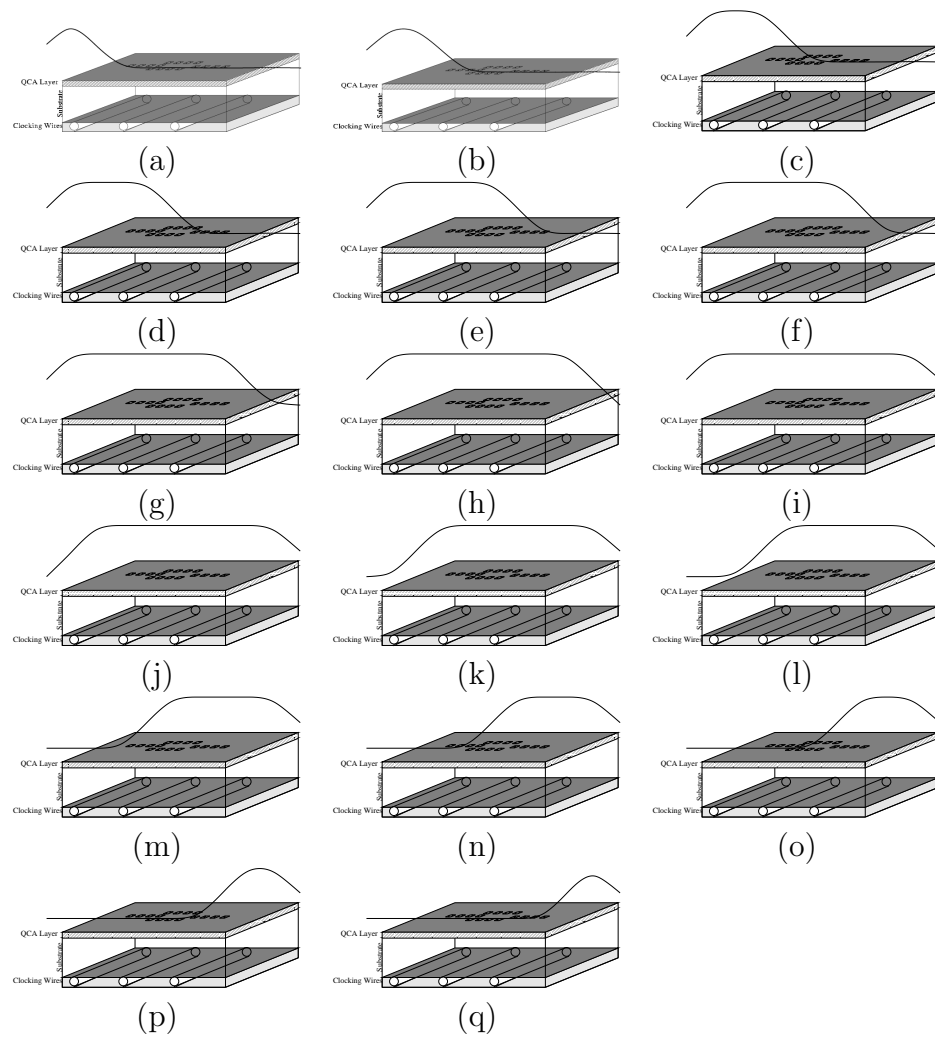 QCA Layer
Substrate
Clocking Wires
(a)
QCA Layer
Substrate
Clocking Wires
(b)
QCA Layer
Substrate
Clocking Wires
(c)
QCA Layer
Substrate
Clocking Wires
(d)
QCA Layer
Substrate
Clocking Wires
(e)
QCA Layer
Substrate
Clocking Wires
(f)
QCA Layer
Substrate
Clocking Wires
(g)
QCA Layer
Substrate
Clocking Wires
(h)
QCA Layer
Substrate
Clocking Wires
(i)
QCA Layer
Substrate
Clocking Wires
(j)
QCA Layer
Substrate
Clocking Wires
(k)
QCA Layer
Substrate
Clocking Wires
(l)
QCA Layer
Substrate
Clocking Wires
(m)
QCA Layer
Substrate
Clocking Wires
(n)
QCA Layer
Substrate
Clocking Wires
(o)
QCA Layer
Substrate
Clocking Wires
(p)
QCA Layer
Substrate
Clocking Wires
(q)